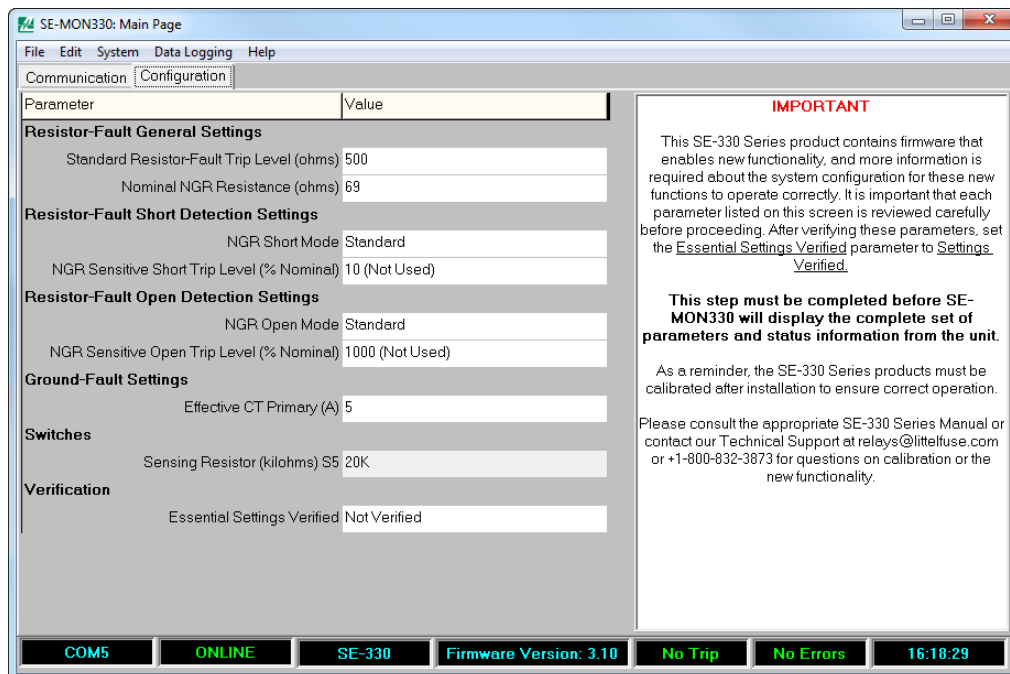 SE-MON330: Main Page
File Edit System Data Logging Help
Communication Configuration
Parameter Value
Resistor-Fault General Settings
Standard Resistor-Fault Trip Level (ohms) 500
Nominal NGR Resistance (ohms) 69
Resistor-Fault Short Detection Settings
NGR Short Mode Standard
NGR Sensitive Short Trip Level (% Nominal) 10 (Not Used)
Resistor-Fault Open Detection Settings
NGR Open Mode Standard
NGR Sensitive Open Trip Level (% Nominal) 1000 (Not Used)
Ground-Fault Settings
Effective CT Primary (A) 5
Switches
Sensing Resistor (kilohms) S5 20K
Verification
Essential Settings Verified Not Verified
IMPORTANT
This SE-330 Series product contains firmware that
enables new functionality, and more information is
required about the system configuration for these new
functions to operate correctly. It is important that each
parameter listed on this screen is reviewed carefully
before proceeding. After verifying these parameters, set
the Essential Settings Verified parameter to Settings
Verified.
This step must be completed before SE-
MON330 will display the complete set of
parameters and status information from the unit.
As a reminder, the SE-330 Series products must be
calibrated after installation to ensure correct operation.
Please consult the appropriate SE-330 Series Manual or
contact our Technical Support at relays@littelfuse.com
or +1-800-832-3873 for questions on calibration or the
new functionality.
COM5 ONLINE SE-330 Firmware Version: 3.10 No Trip No Errors 16:18:29